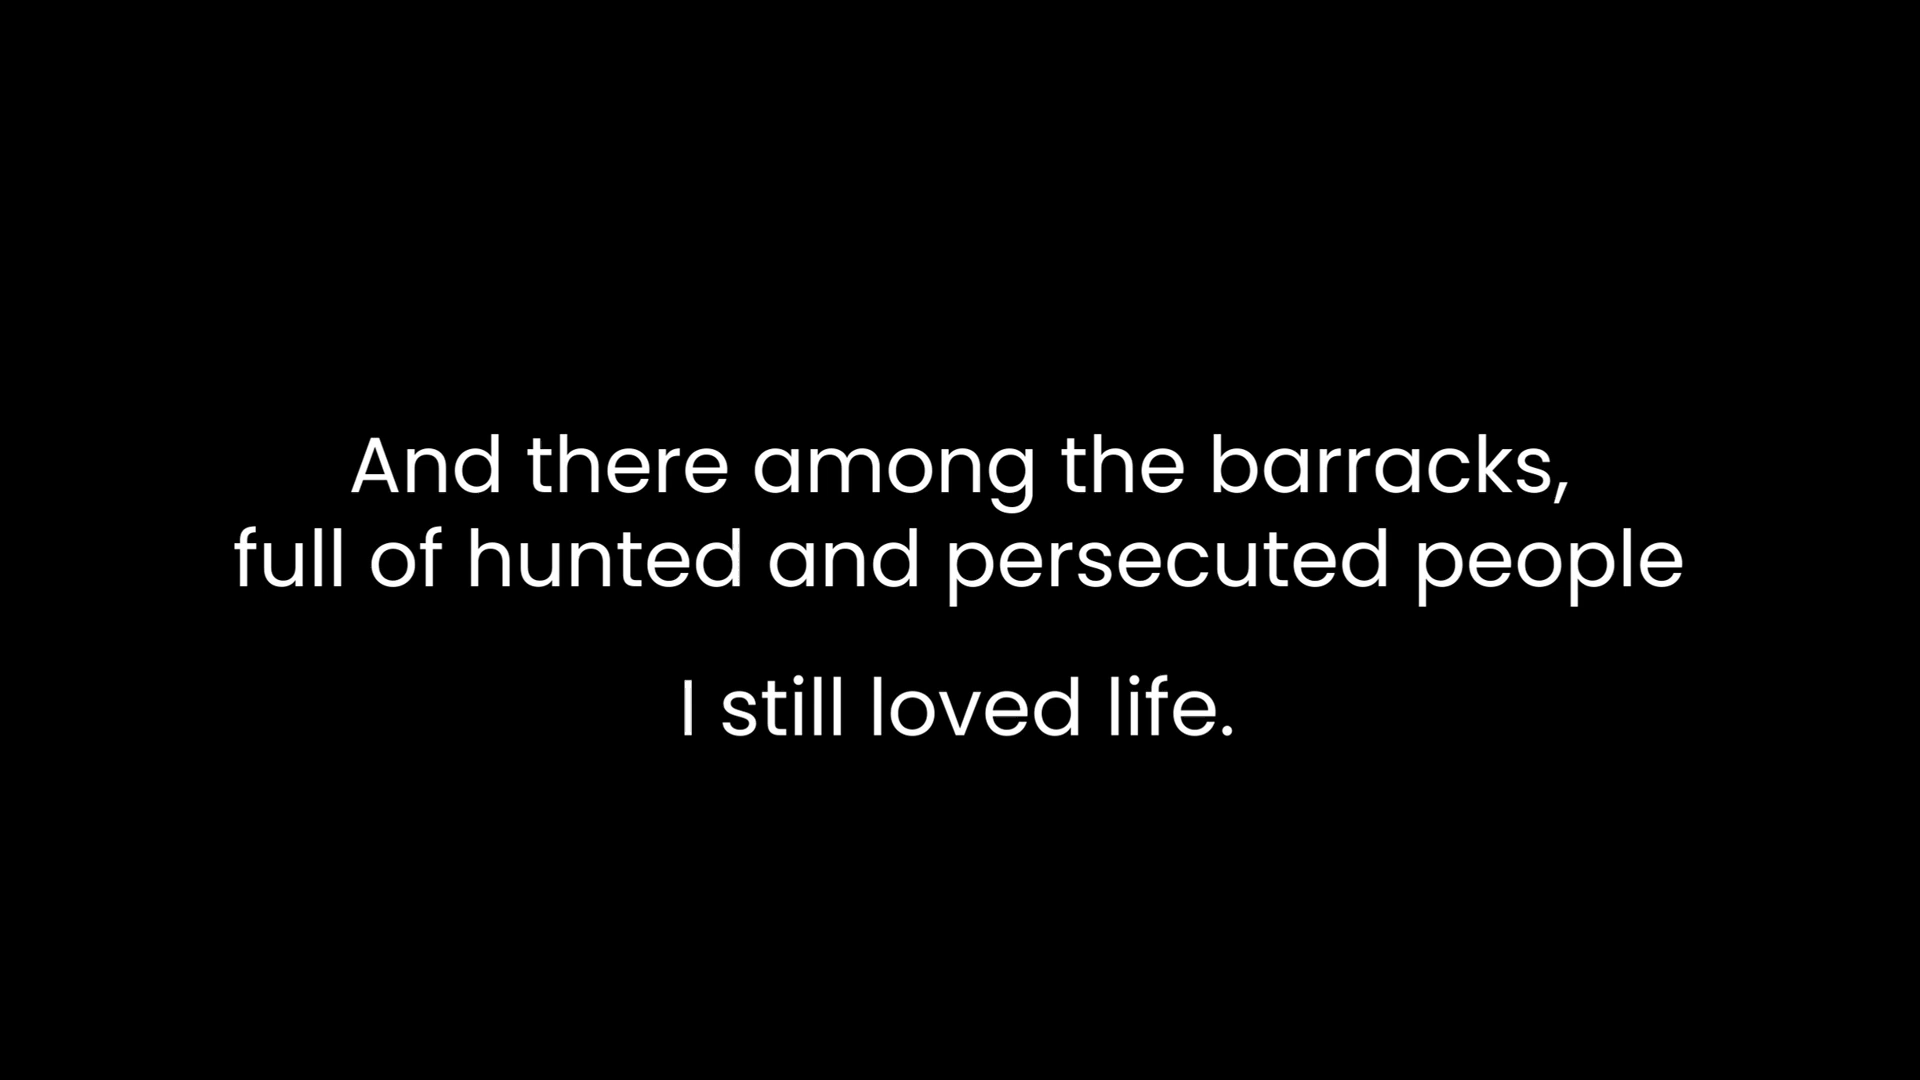 And there among the barracks,
full of hunted and persecuted people
I still loved life.